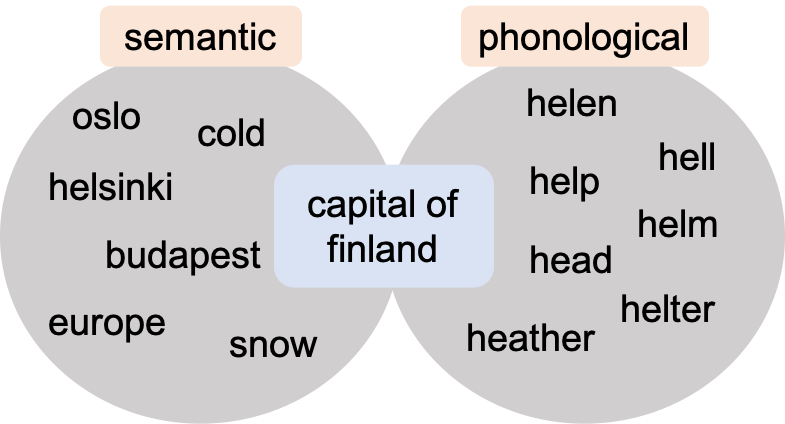 semantic
oslo
cold
helsinki
budapest
europe
snow
capital of
finland
phonological
helen
hell
help
helm
head
helter
heather